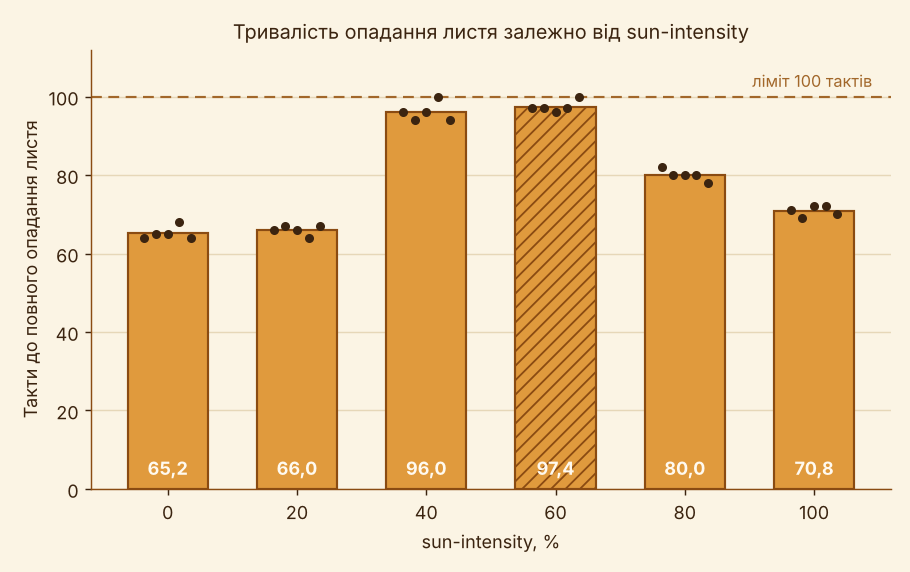 Тривалість опадання листя залежно від sun-intensity
ліміт 100 тактів
Такти до повного опадання листя
100
80
60
40
20
0
65,2 66,0 96,0 97,4 80,0 70,8
0 20 40 60 80 100
sun-intensity, %